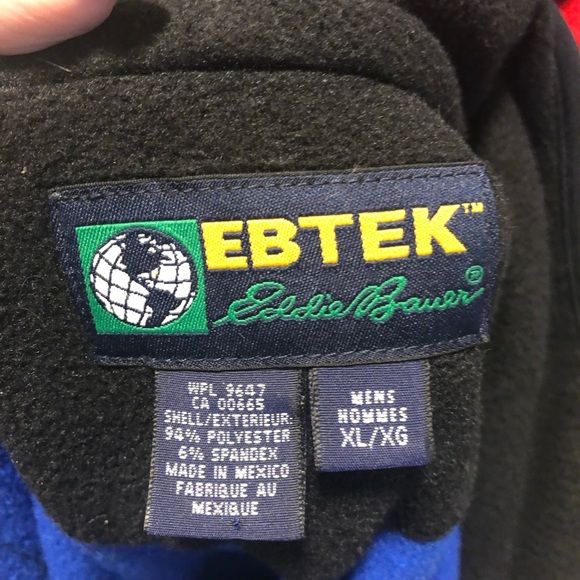 EBTEK™
Eddie Bauer®
WPL 9647
CA 00665
SHELL/EXTERIEUR:
94% POLYESTER
6% SPANDEX
MADE IN MEXICO
FABRIQUE AU
MEXIQUE
MENS
HOMMES
XL/XG